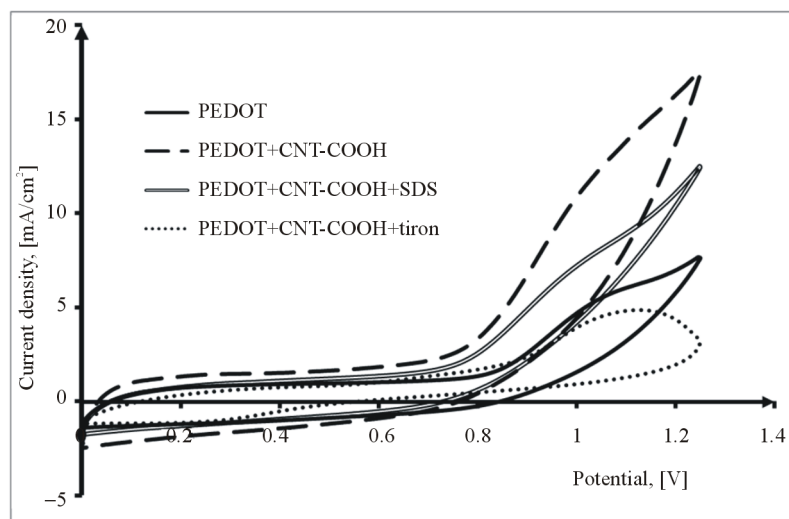 20
15
10
5
0
−5
Current density, [mA/cm²]
PEDOT
PEDOT+CNT-COOH
PEDOT+CNT-COOH+SDS
PEDOT+CNT-COOH+tiron
0 0.2 0.4 0.6 0.8 1 1.2 1.4
Potential, [V]